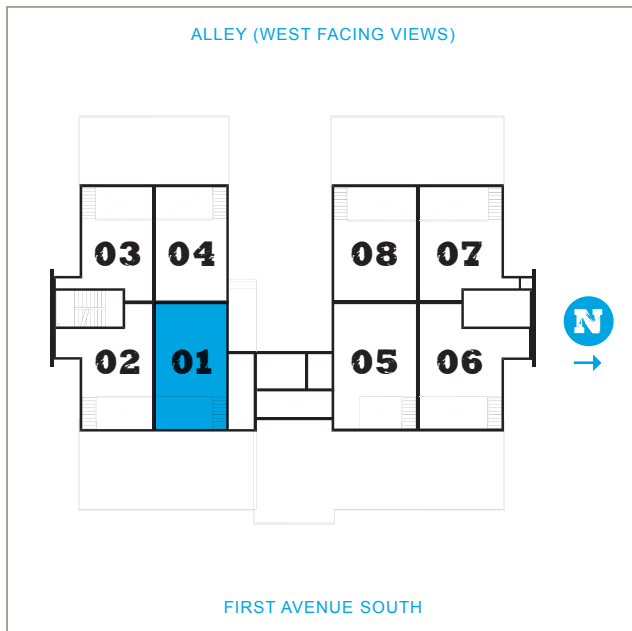 ALLEY (WEST FACING VIEWS)
03 04 08 07
N
02 01 05 06
FIRST AVENUE SOUTH